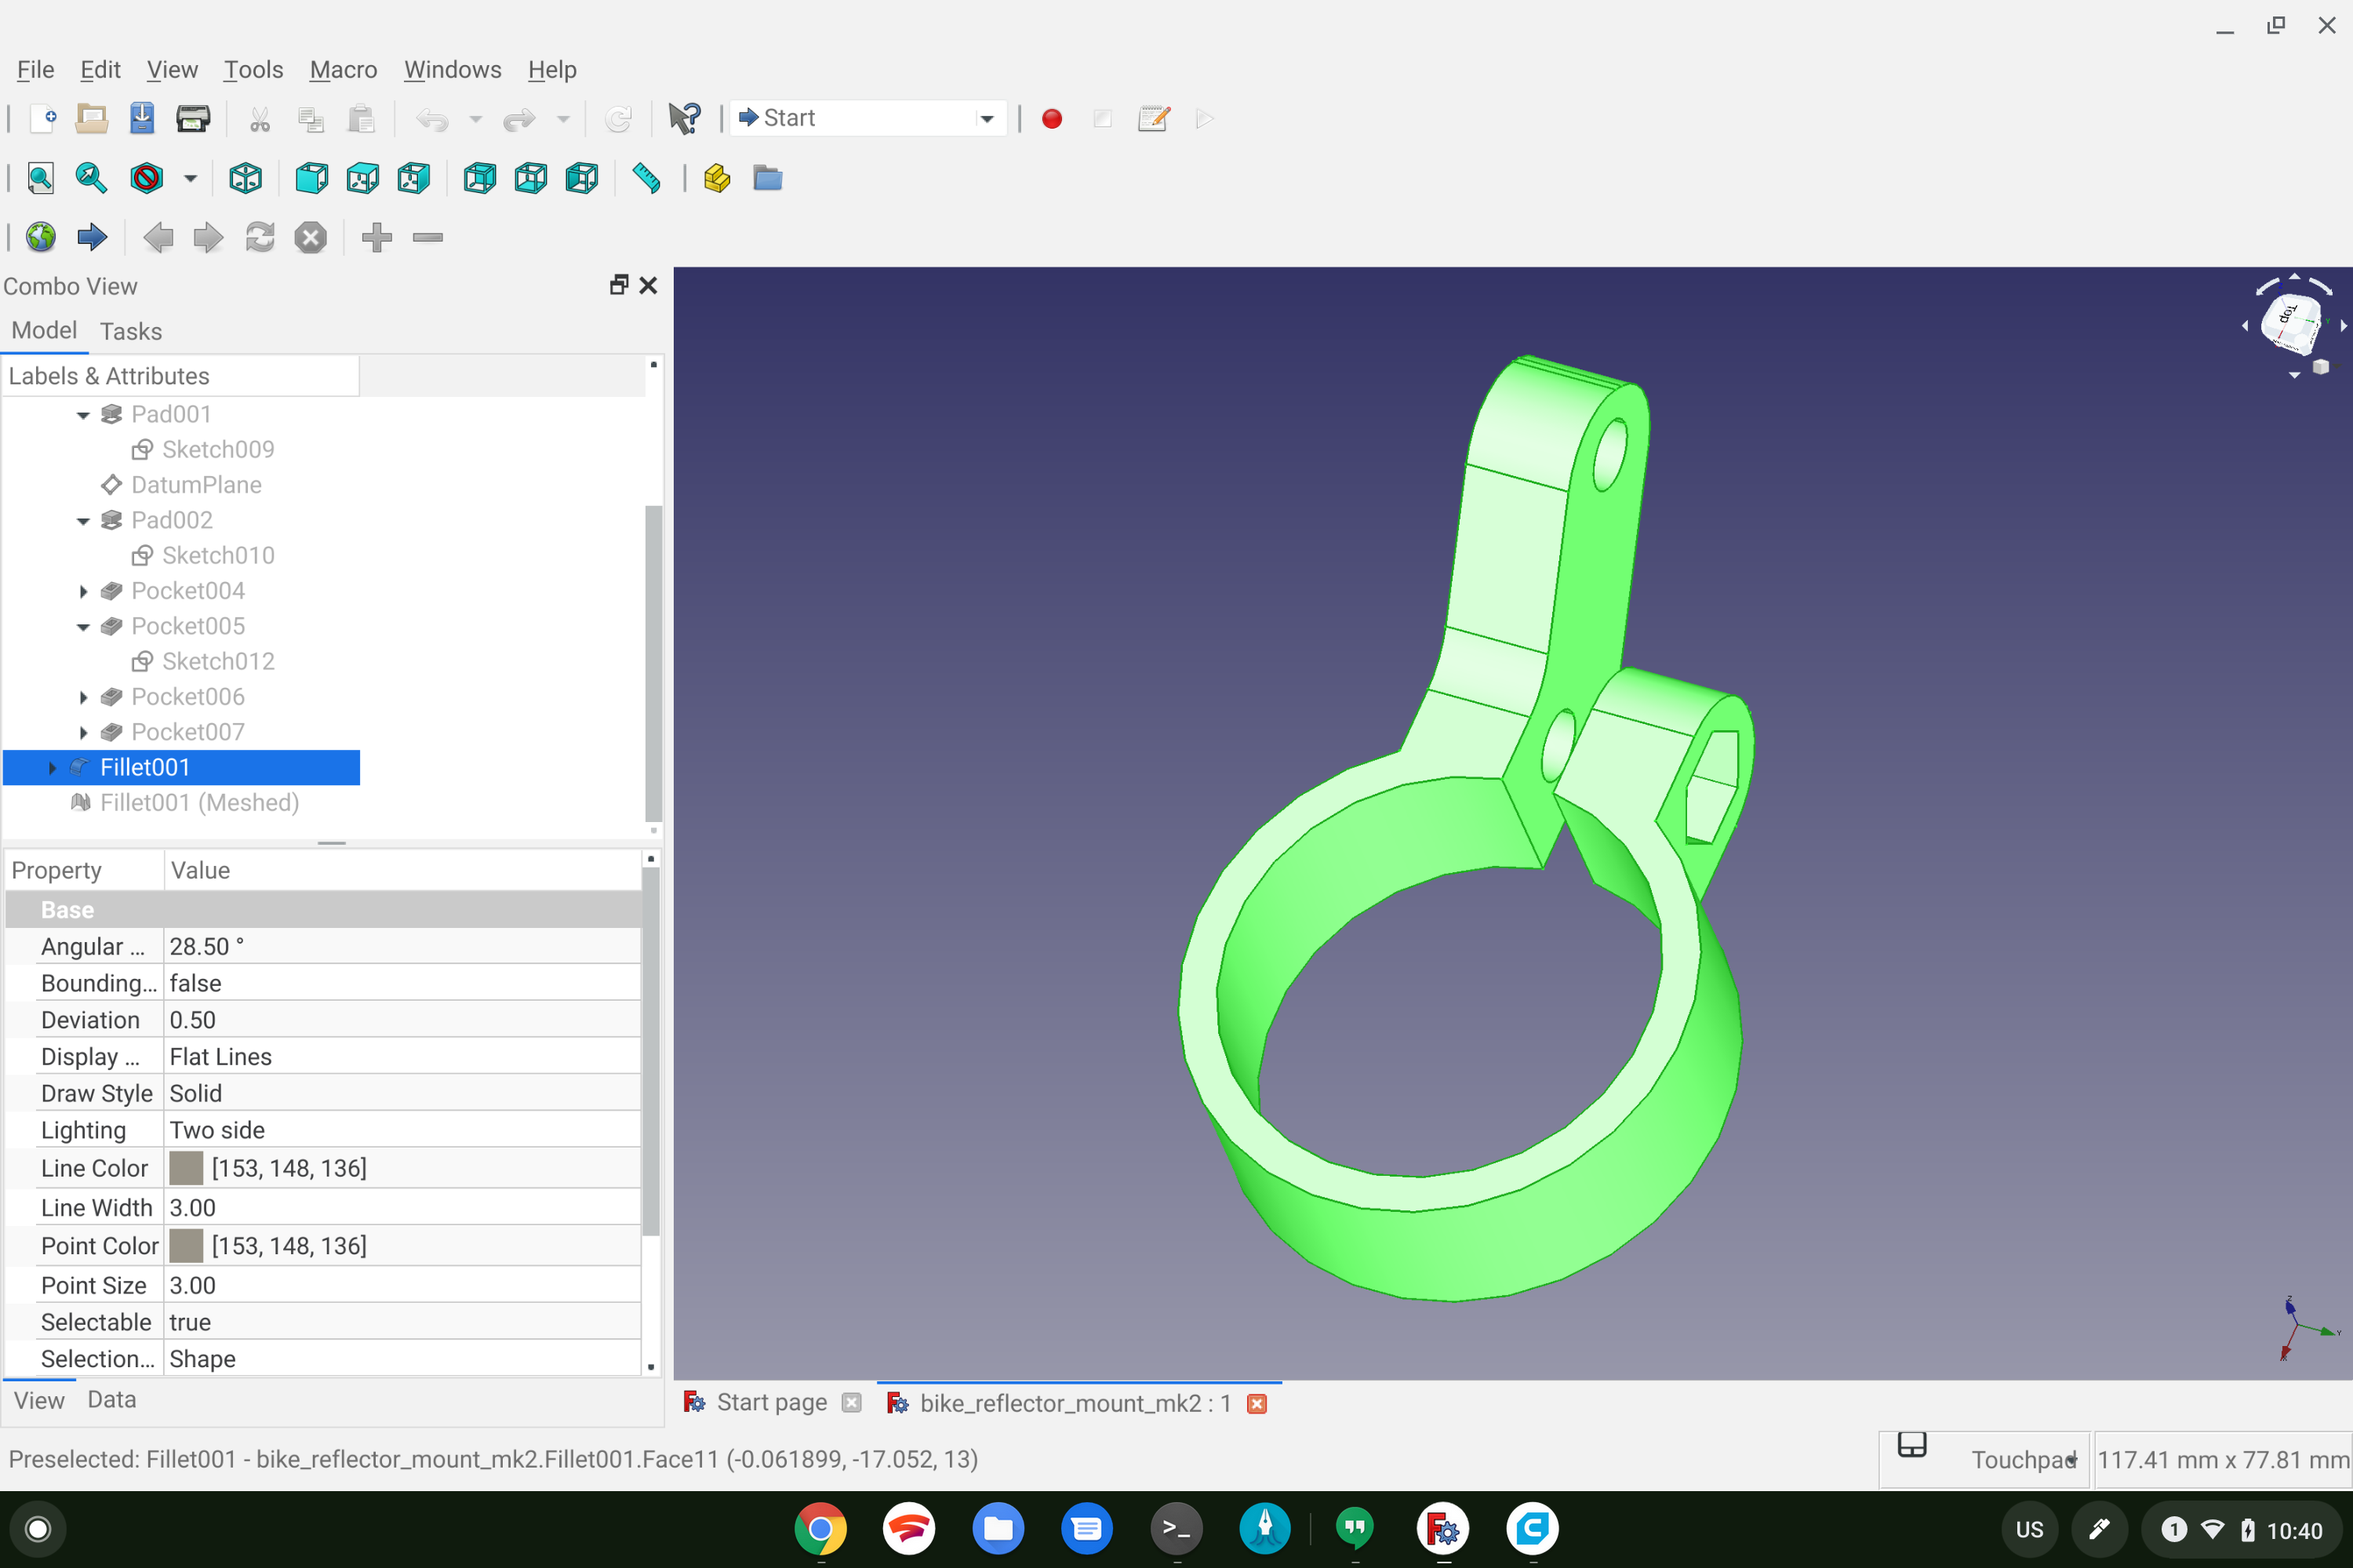 File Edit View Tools Macro Windows Help
Start
Combo View
Model Tasks
Labels & Attributes
Pad001
Sketch009
DatumPlane
Pad002
Sketch010
Pocket004
Pocket005
Sketch012
Pocket006
Pocket007
Fillet001
Fillet001 (Meshed)
Property Value
Base
Angular ... 28.50 °
Bounding... false
Deviation 0.50
Display ... Flat Lines
Draw Style Solid
Lighting Two side
Line Color [153, 148, 136]
Line Width 3.00
Point Color [153, 148, 136]
Point Size 3.00
Selectable true
Selection... Shape
View Data
Top
Y
Z
Y
X
Start page bike_reflector_mount_mk2 : 1
Preselected: Fillet001 - bike_reflector_mount_mk2.Fillet001.Face11 (-0.061899, -17.052, 13)
Touchpad 117.41 mm x 77.81 mm
US 1 10:40